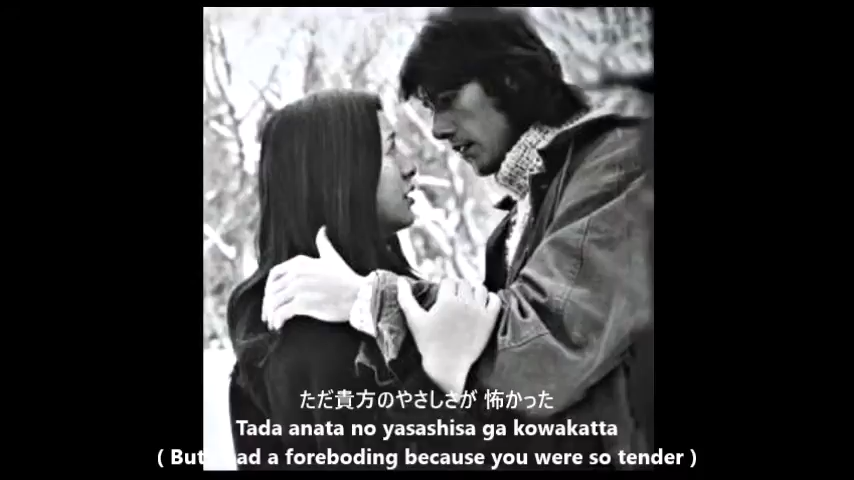 ただ貴方のやさしさが 怖かった
Tada anata no yasashisa ga kowakatta
( But ad a foreboding because you were so tender )